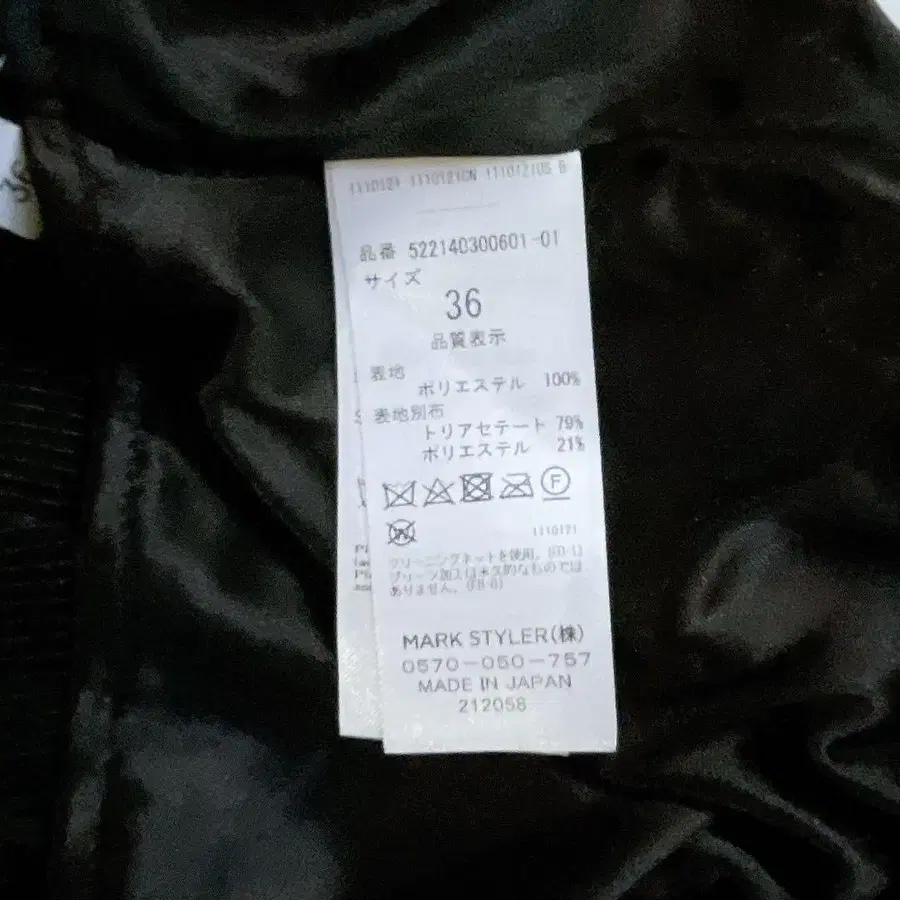 1110121 1110121CN 1110121US B
品番 522140300601-01
サイズ
36
品質表示
表地
ポリエステル 100%
表地別布
トリアセテート 79%
ポリエステル 21%
F
W
1110121
クリーニングネットを使用。(FD-1)
プリーツ加工は永久的なものでは
ありません。(FB-6)
MARK STYLER(株)
0570-050-757
MADE IN JAPAN
212058